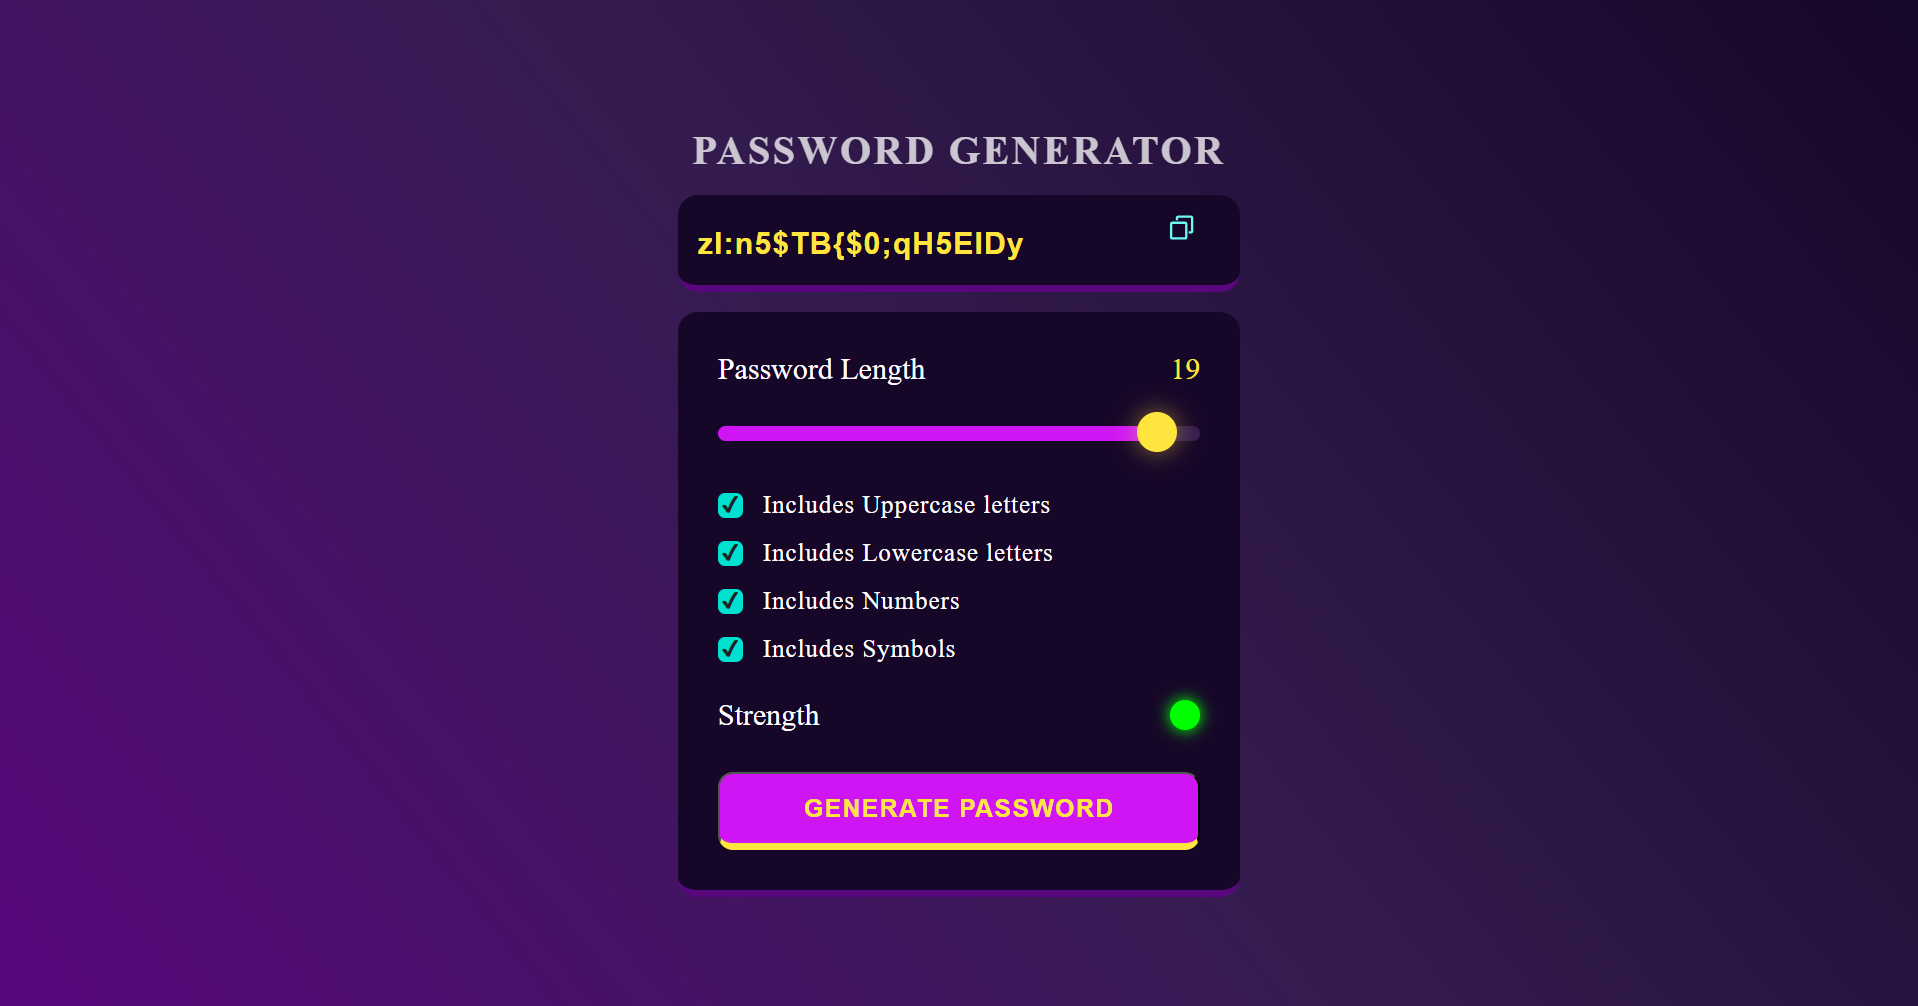 PASSWORD GENERATOR
zI:n5$TB{$0;qH5EIDy
Password Length 19
Includes Uppercase letters
Includes Lowercase letters
Includes Numbers
Includes Symbols
Strength
GENERATE PASSWORD